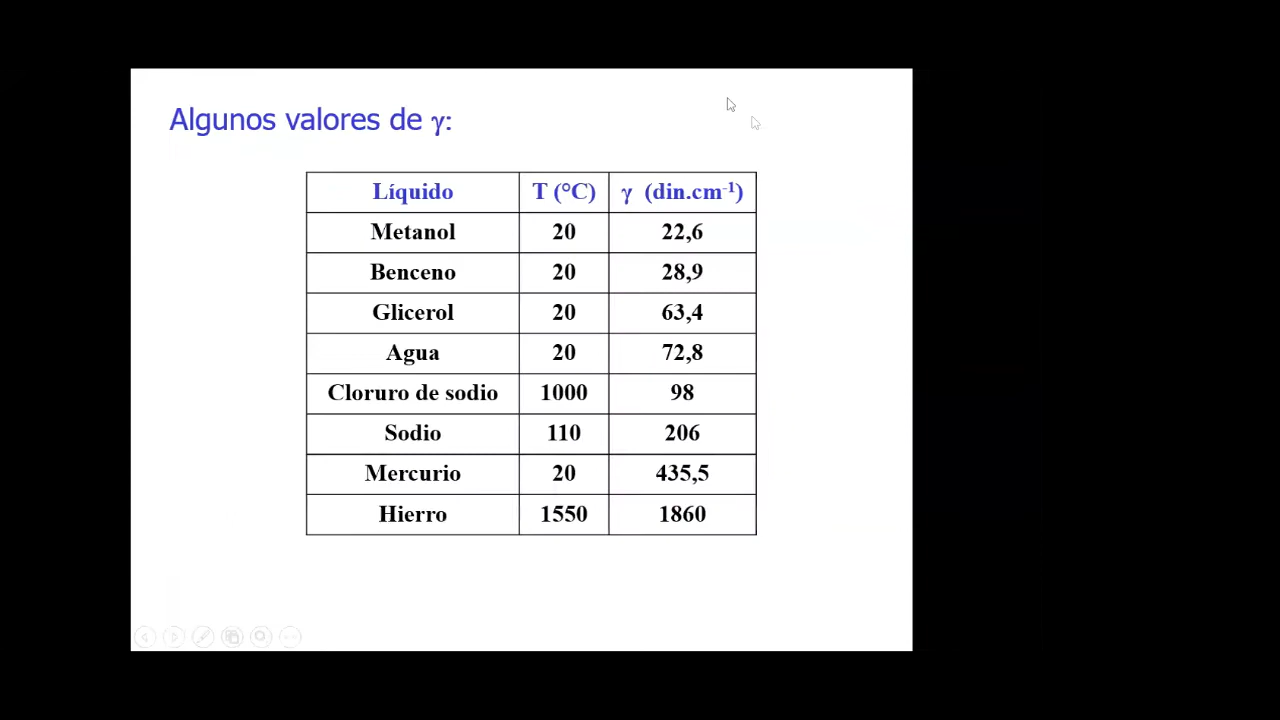 Algunos valores de γ:
Líquido T (°C) γ (din.cm⁻¹)
Metanol 20 22,6
Benceno 20 28,9
Glicerol 20 63,4
Agua 20 72,8
Cloruro de sodio 1000 98
Sodio 110 206
Mercurio 20 435,5
Hierro 1550 1860